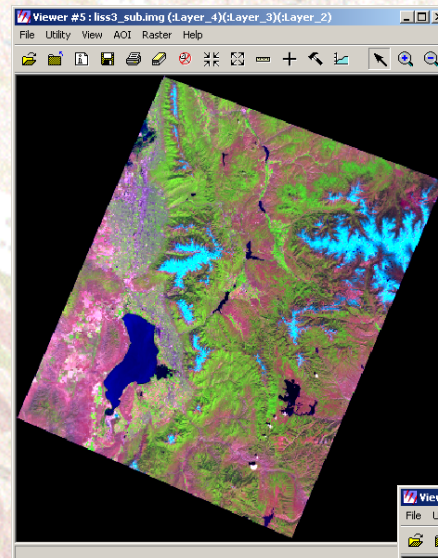 Viewer #5 : liss3_sub.img (:Layer_4)(:Layer_3)(:Layer_2)
File Utility View AOI Raster Help
File